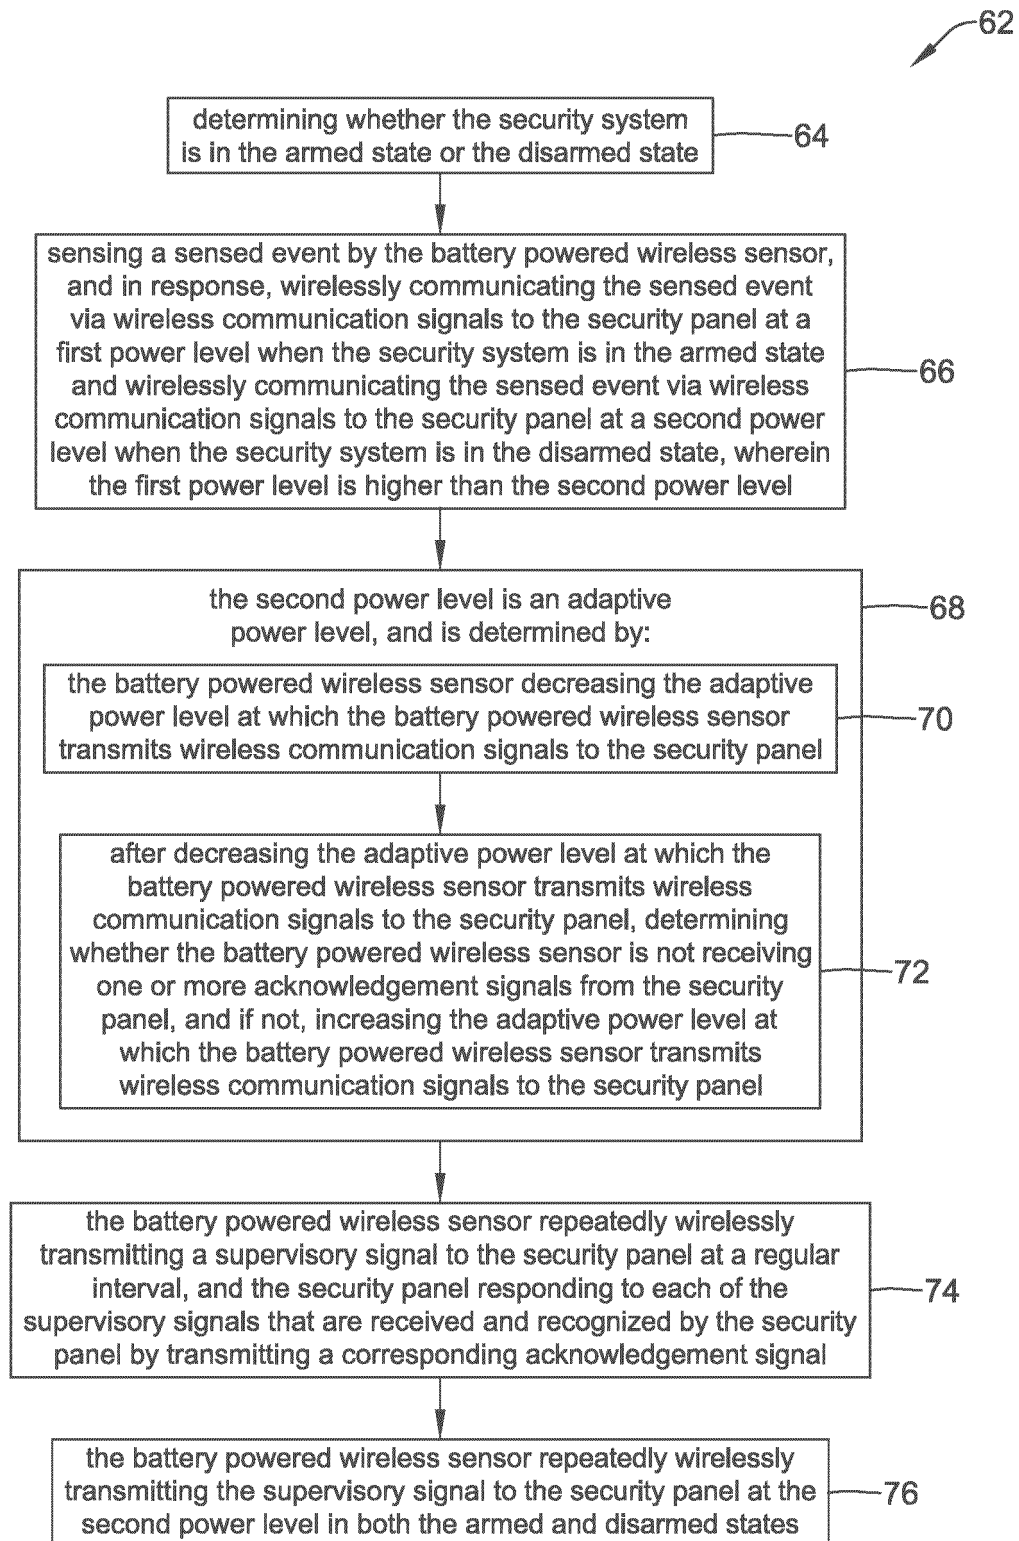 62
determining whether the security system
is in the armed state or the disarmed state
64
sensing a sensed event by the battery powered wireless sensor,
and in response, wirelessly communicating the sensed event
via wireless communication signals to the security panel at a
first power level when the security system is in the armed state
and wirelessly communicating the sensed event via wireless
communication signals to the security panel at a second power
level when the security system is in the disarmed state, wherein
the first power level is higher than the second power level
66
the second power level is an adaptive
power level, and is determined by:
68
the battery powered wireless sensor decreasing the adaptive
power level at which the battery powered wireless sensor
transmits wireless communication signals to the security panel
70
after decreasing the adaptive power level at which the
battery powered wireless sensor transmits wireless
communication signals to the security panel, determining
whether the battery powered wireless sensor is not receiving
one or more acknowledgement signals from the security
panel, and if not, increasing the adaptive power level at
which the battery powered wireless sensor transmits
wireless communication signals to the security panel
72
the battery powered wireless sensor repeatedly wirelessly
transmitting a supervisory signal to the security panel at a regular
interval, and the security panel responding to each of the
supervisory signals that are received and recognized by the security
panel by transmitting a corresponding acknowledgement signal
74
the battery powered wireless sensor repeatedly wirelessly
transmitting the supervisory signal to the security panel at the
second power level in both the armed and disarmed states
76